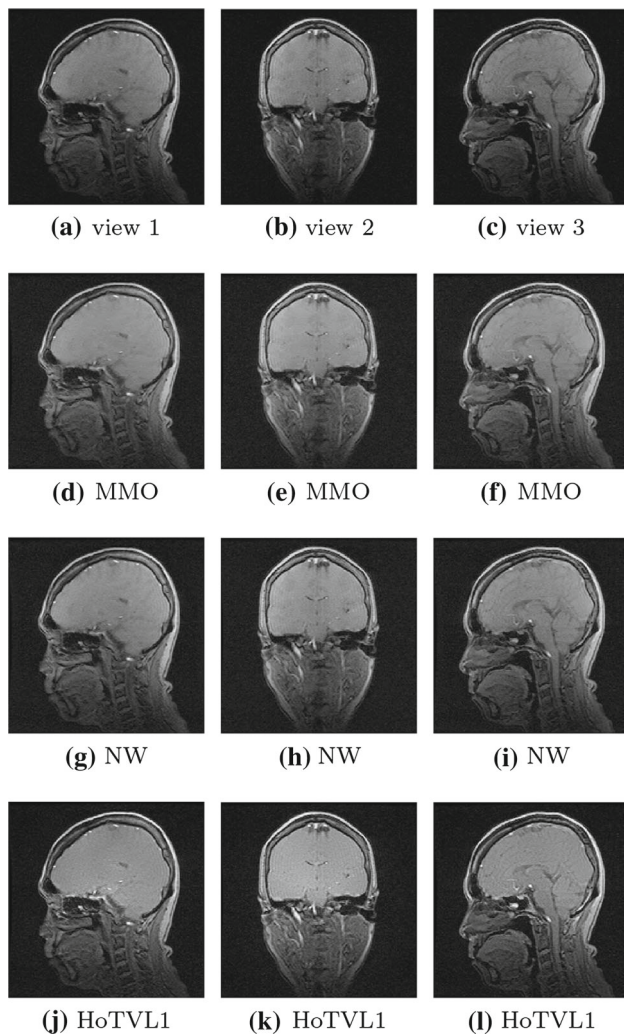 (a) view 1 (b) view 2 (c) view 3
(d) MMO (e) MMO (f) MMO
(g) NW (h) NW (i) NW
(j) HoTVL1 (k) HoTVL1 (l) HoTVL1